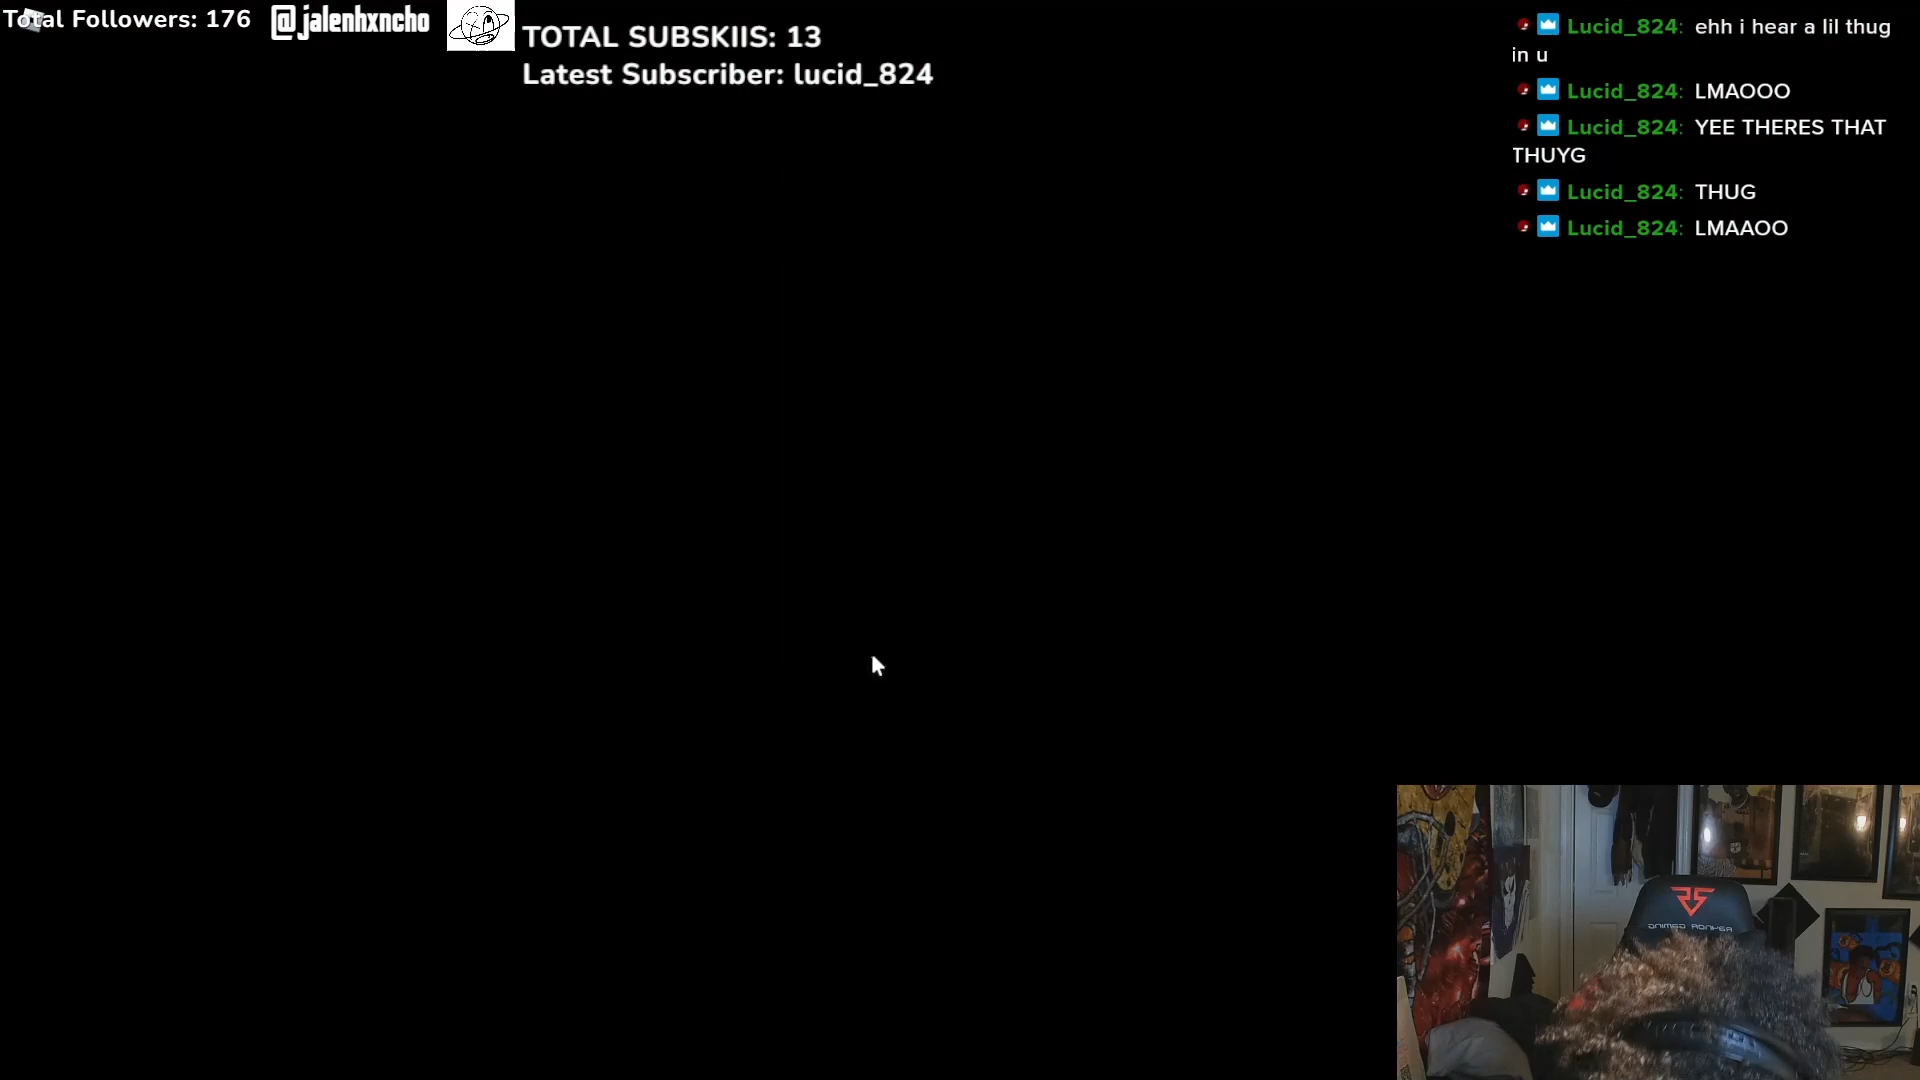 Total Followers: 176
@jalenhxncho
TOTAL SUBSKIIS: 13
Latest Subscriber: lucid_824
Lucid_824: ehh i hear a lil thug
in u
Lucid_824: LMAOOO
Lucid_824: YEE THERES THAT
THUYG
Lucid_824: THUG
Lucid_824: LMAAOO